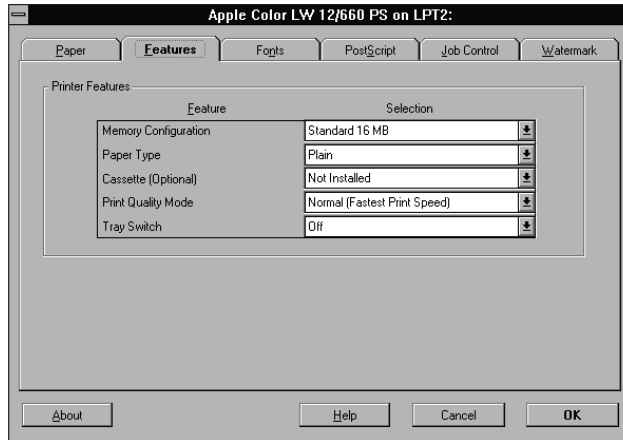 Apple Color LW 12/660 PS on LPT2:
Paper Features Fonts PostScript Job Control Watermark
Printer Features
Feature Selection
Memory Configuration Standard 16 MB
Paper Type Plain
Cassette (Optional) Not Installed
Print Quality Mode Normal (Fastest Print Speed)
Tray Switch Off
About Help Cancel OK